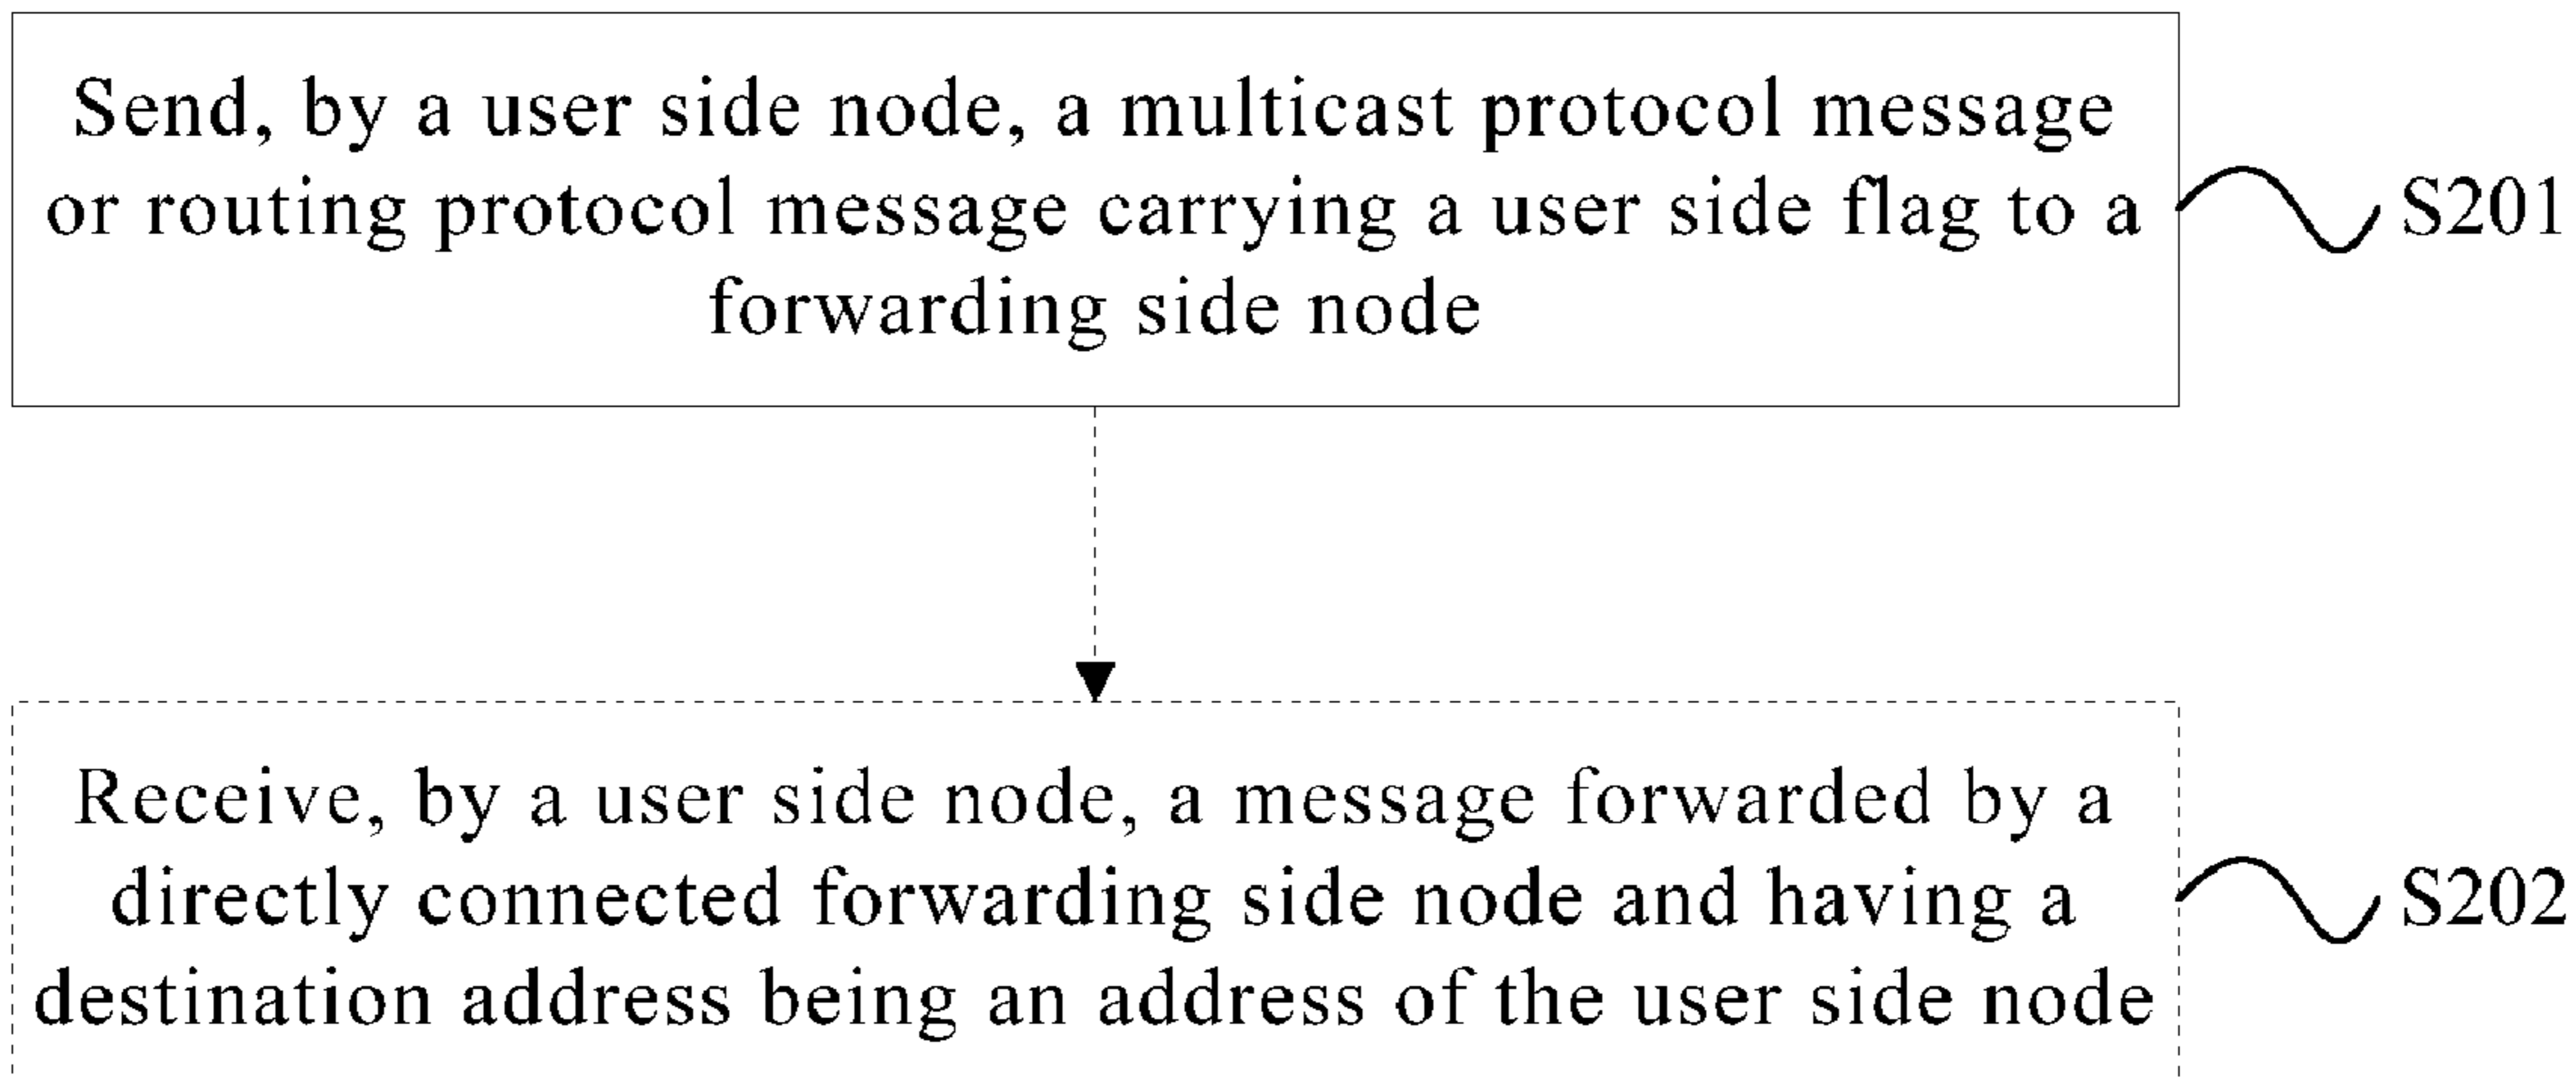 Send, by a user side node, a multicast protocol message
or routing protocol message carrying a user side flag to a
forwarding side node
S201
Receive, by a user side node, a message forwarded by a
directly connected forwarding side node and having a
destination address being an address of the user side node
S202